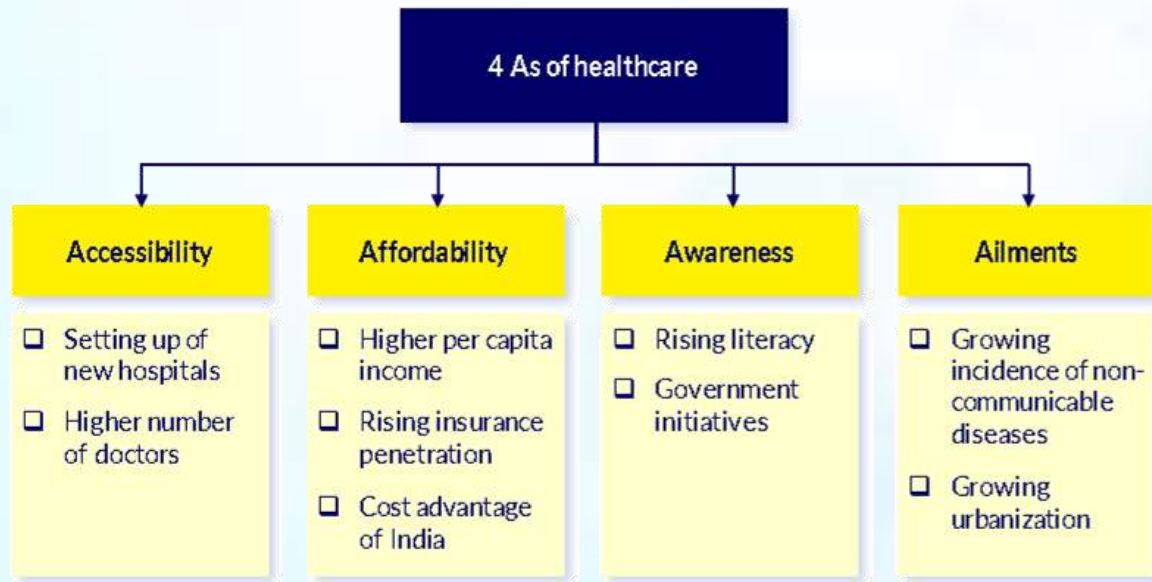 4 As of healthcare
Accessibility
Setting up of
new hospitals
Higher number
of doctors
Affordability
Higher per capita
income
Rising insurance
penetration
Cost advantage
of India
Awareness
Rising literacy
Government
initiatives
Ailments
Growing
incidence of non-
communicable
diseases
Growing
urbanization